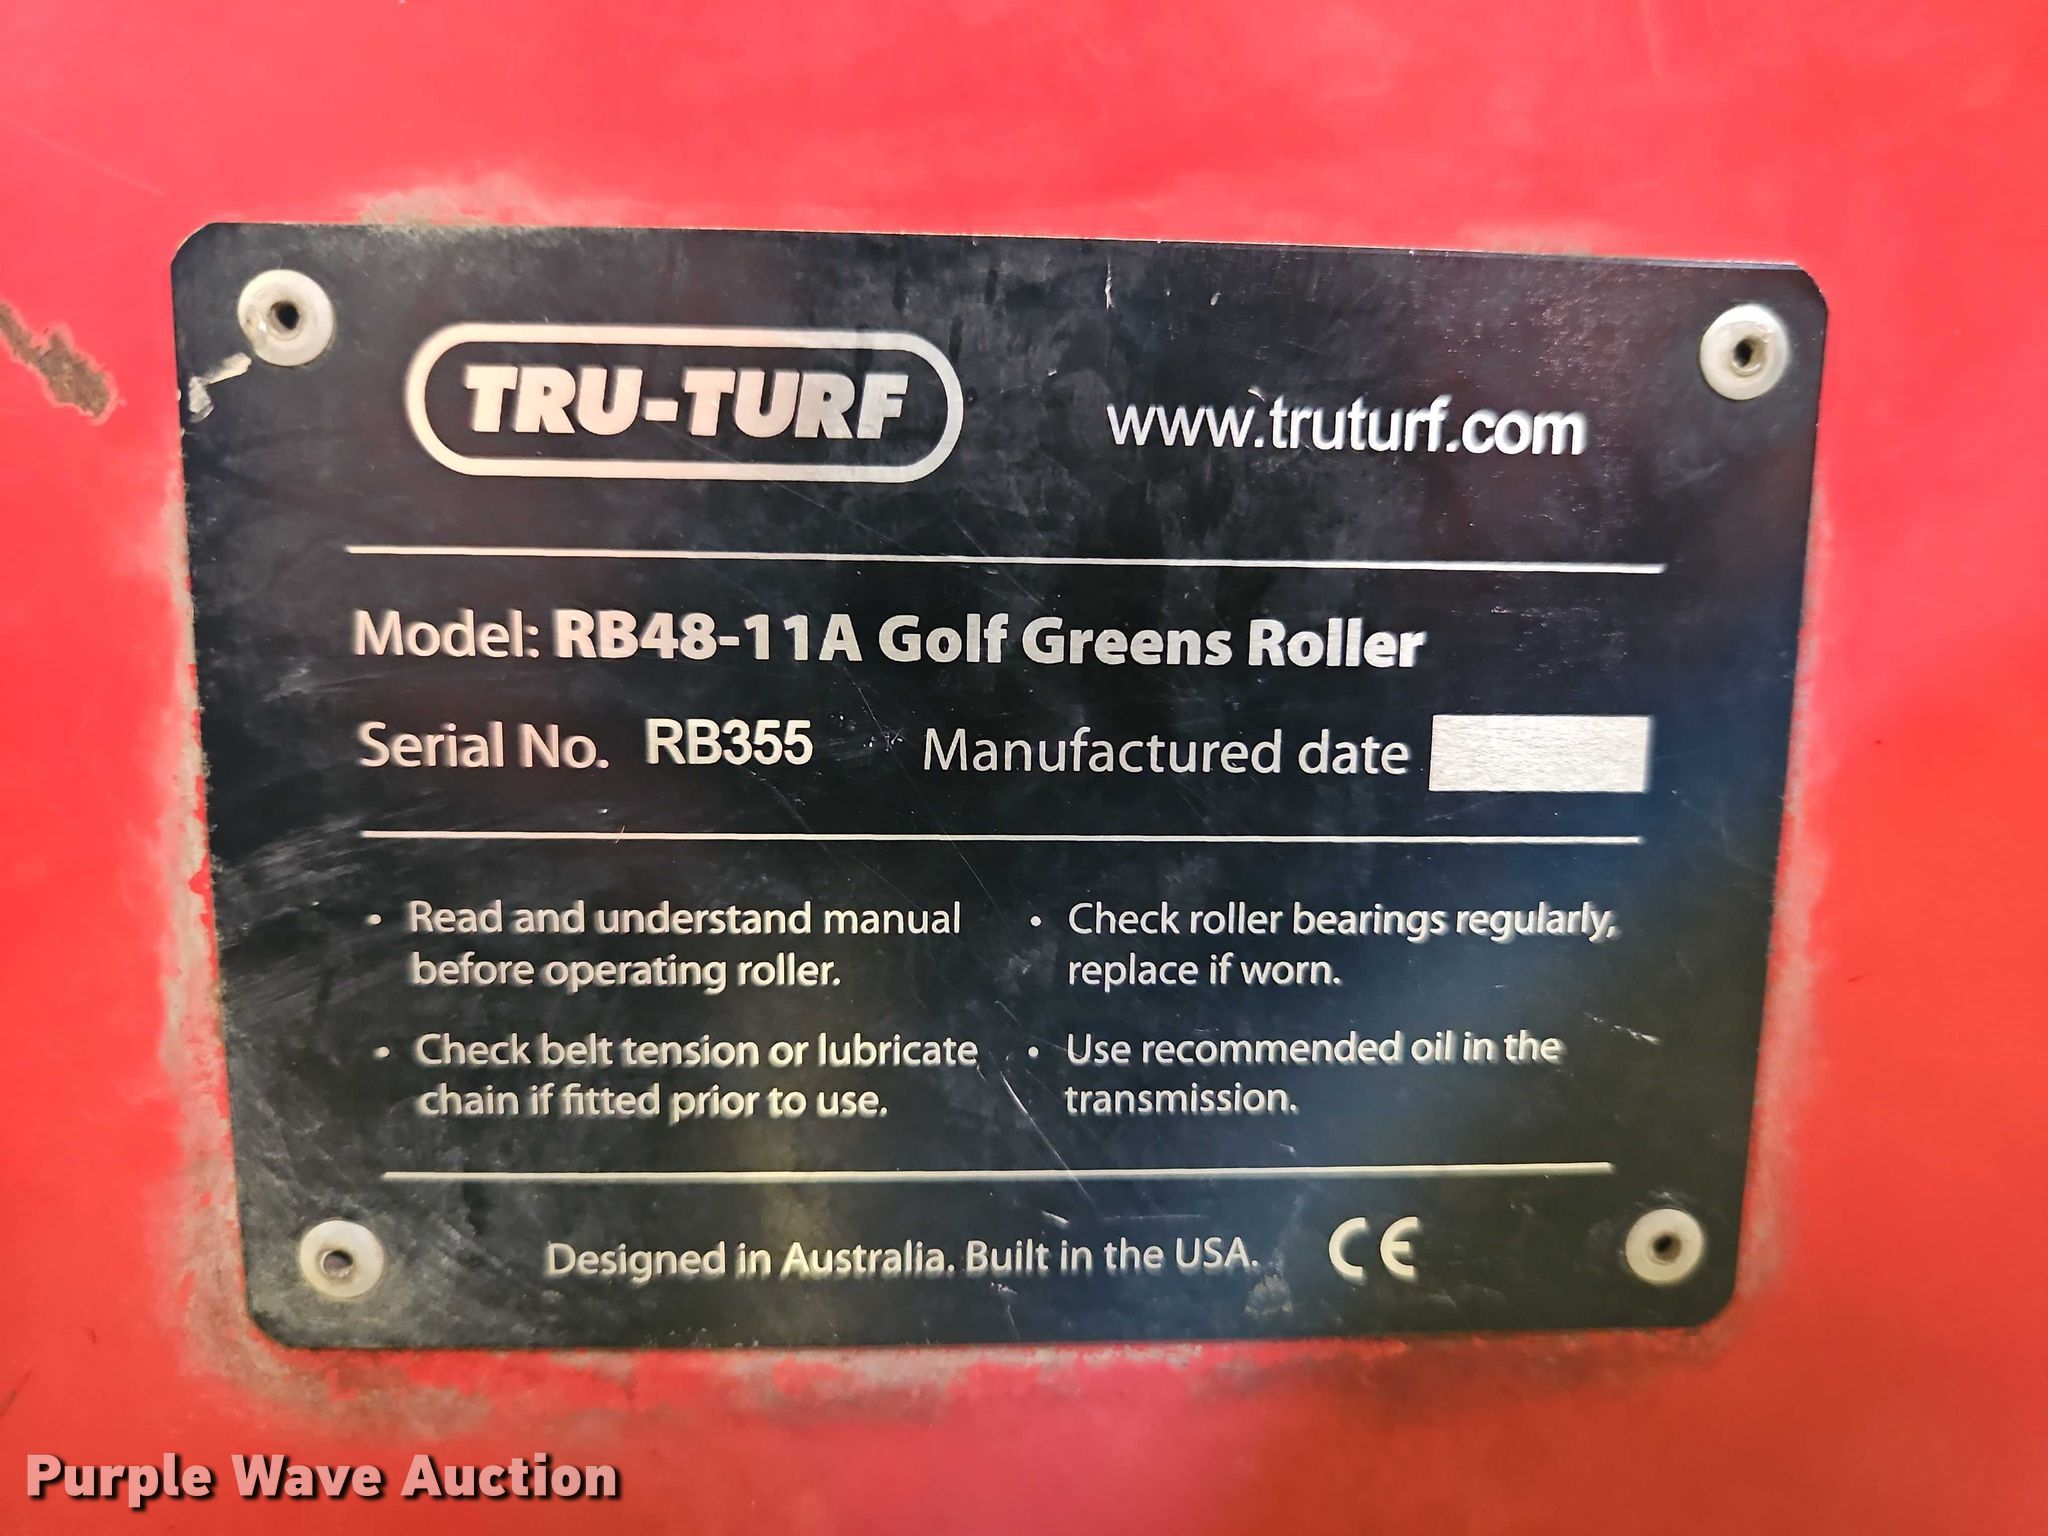 TRU-TURF www.truturf.com
Model: RB48-11A Golf Greens Roller
Serial No. RB355 Manufactured date
• Read and understand manual
before operating roller.
• Check belt tension or lubricate
chain if fitted prior to use.
• Check roller bearings regularly,
replace if worn.
• Use recommended oil in the
transmission.
Designed in Australia. Built in the USA. CE
Purple Wave Auction